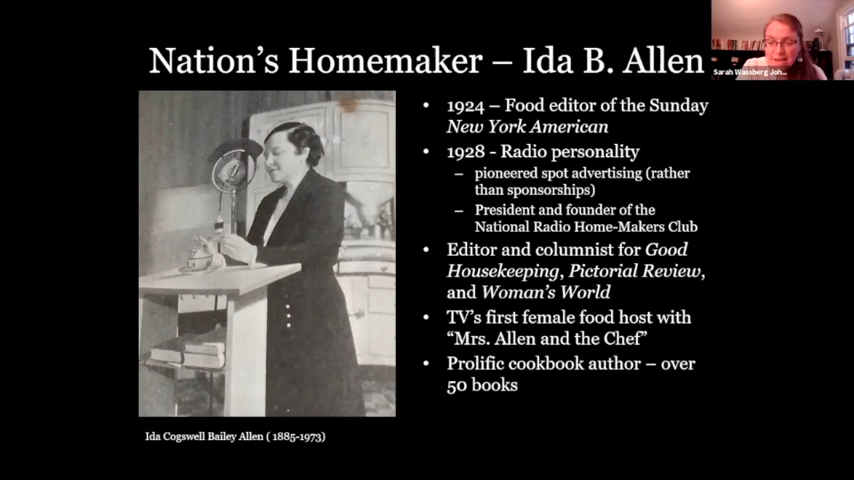 Nation's Homemaker – Ida B. Allen
Sarah Wassberg Joh...
• 1924 – Food editor of the Sunday
New York American
• 1928 - Radio personality
– pioneered spot advertising (rather
than sponsorships)
– President and founder of the
National Radio Home-Makers Club
• Editor and columnist for Good
Housekeeping, Pictorial Review,
and Woman's World
• TV's first female food host with
“Mrs. Allen and the Chef”
• Prolific cookbook author – over
50 books
Ida Cogswell Bailey Allen ( 1885-1973)